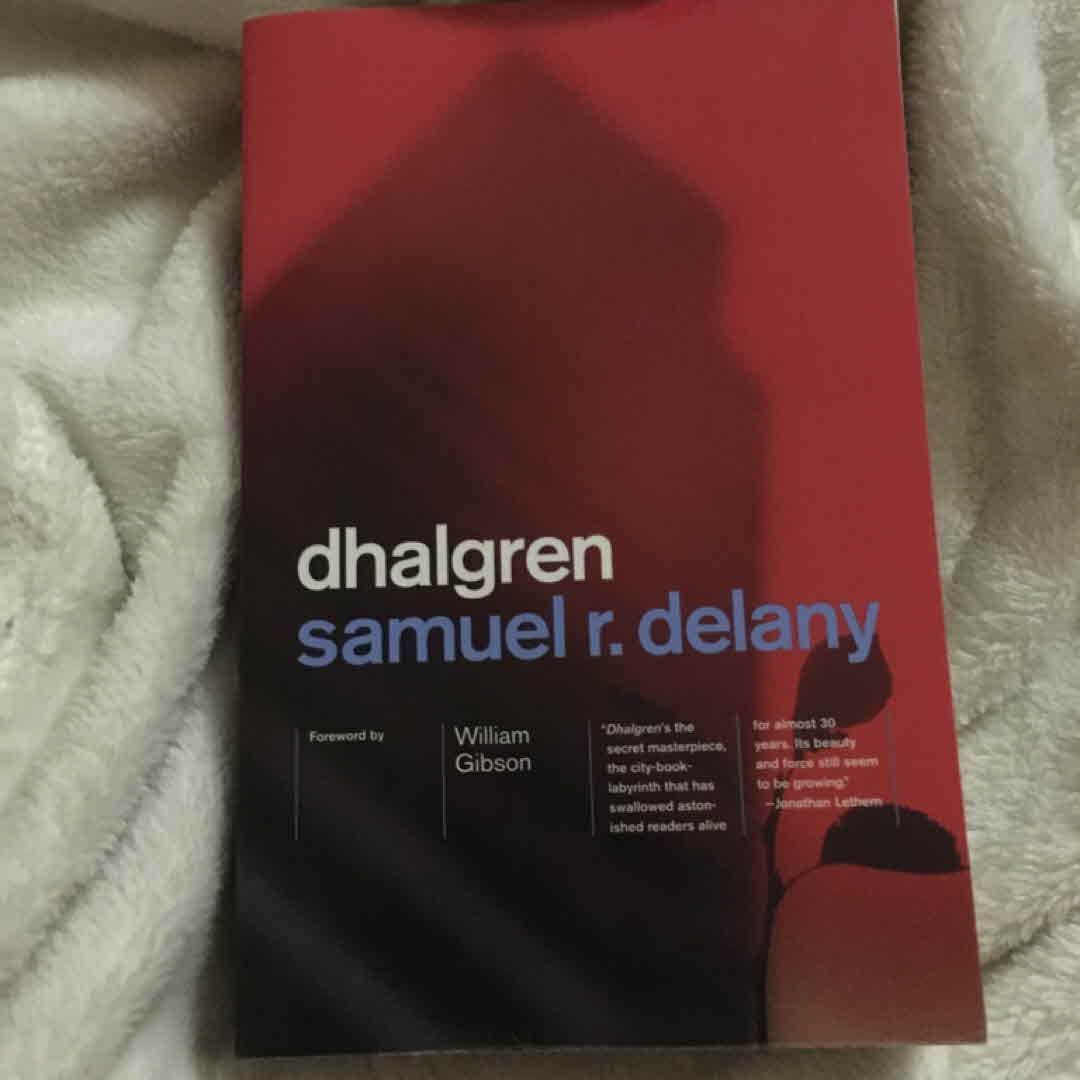 dhalgren
samuel r. delany
Foreword by
William
Gibson
"Dhalgren's the
secret masterpiece,
the city-book-
labyrinth that has
swallowed aston-
ished readers alive
for almost 30
years. Its beauty
and force still seem
to be growing."
–Jonathan Lethem